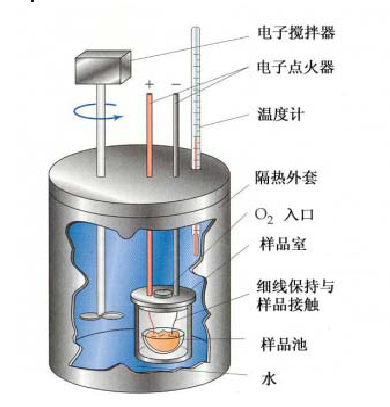 电子搅拌器
+ −
电子点火器
温度计
隔热外套
O₂ 入口
样品室
细线保持与
样品接触
样品池
水